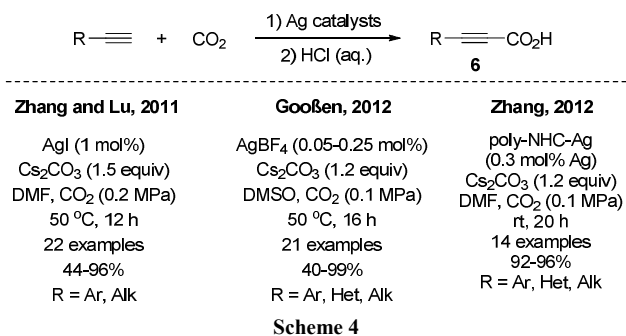 R + CO2 1) Ag catalysts R CO2H
2) HCl (aq.) 6
Zhang and Lu, 2011
AgI (1 mol%)
Cs2CO3 (1.5 equiv)
DMF, CO2 (0.2 MPa)
50 ºC, 12 h
22 examples
44-96%
R = Ar, Alk
Gooßen, 2012
AgBF4 (0.05-0.25 mol%)
Cs2CO3 (1.2 equiv)
DMSO, CO2 (0.1 MPa)
50 ºC, 16 h
21 examples
40-99%
R = Ar, Het, Alk
Zhang, 2012
poly-NHC-Ag
(0.3 mol% Ag)
Cs2CO3 (1.2 equiv)
DMF, CO2 (0.1 MPa)
rt, 20 h
14 examples
92-96%
R = Ar, Het, Alk
Scheme 4